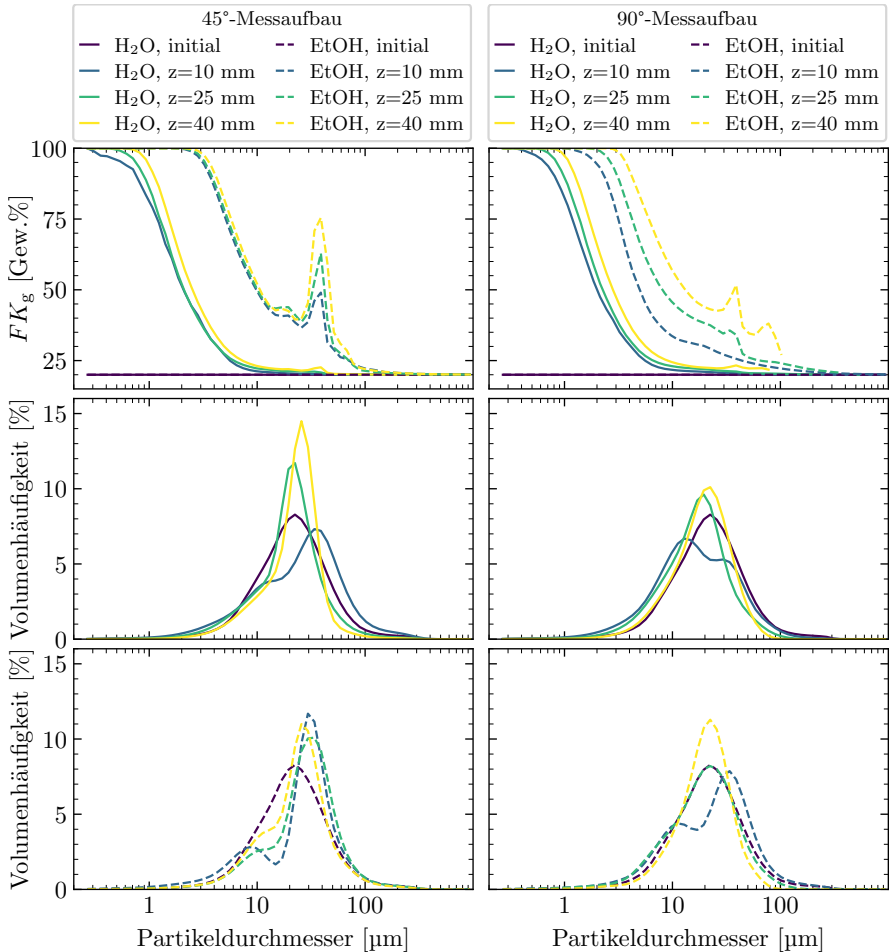 45°-Messaufbau
H₂O, initial
EtOH, initial
H₂O, z=10 mm
EtOH, z=10 mm
H₂O, z=25 mm
EtOH, z=25 mm
H₂O, z=40 mm
EtOH, z=40 mm
90°-Messaufbau
H₂O, initial
EtOH, initial
H₂O, z=10 mm
EtOH, z=10 mm
H₂O, z=25 mm
EtOH, z=25 mm
H₂O, z=40 mm
EtOH, z=40 mm
FKg [Gew.%]
100
75
50
25
Volumenhäufigkeit [%]
15
10
5
0
Volumenhäufigkeit [%]
15
10
5
0
1
10
100
1
10
100
Partikeldurchmesser [µm]
Partikeldurchmesser [µm]